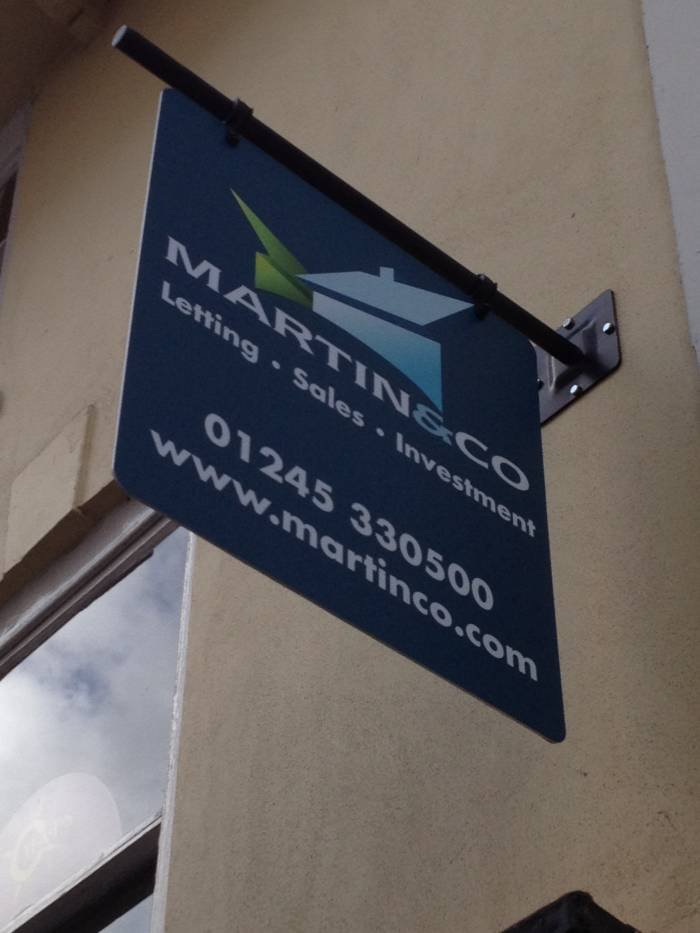 MARTIN&CO
Letting · Sales · Investment
01245 330500
www.martinco.com